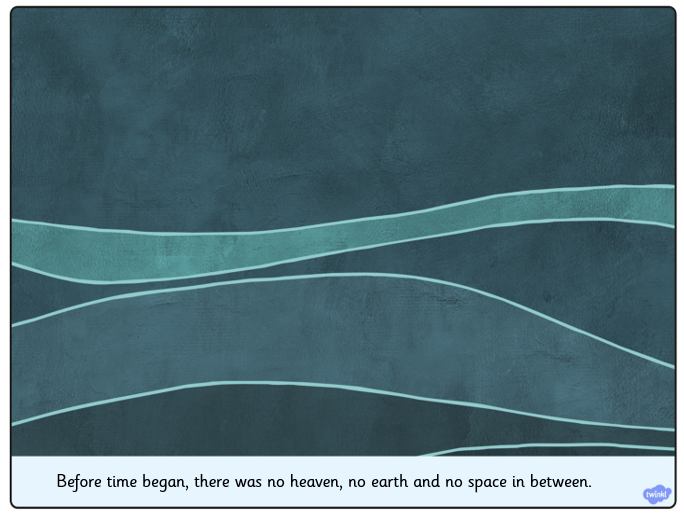 Before time began, there was no heaven, no earth and no space in between.
twinkl